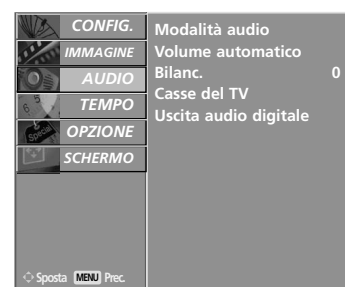 CONFIG.
IMMAGINE
AUDIO
TEMPO
Special
OPZIONE
SCHERMO
Modalità audio
Volume automatico
Bilanc. 0
Casse del TV
Uscita audio digitale
Sposta MENU Prec.